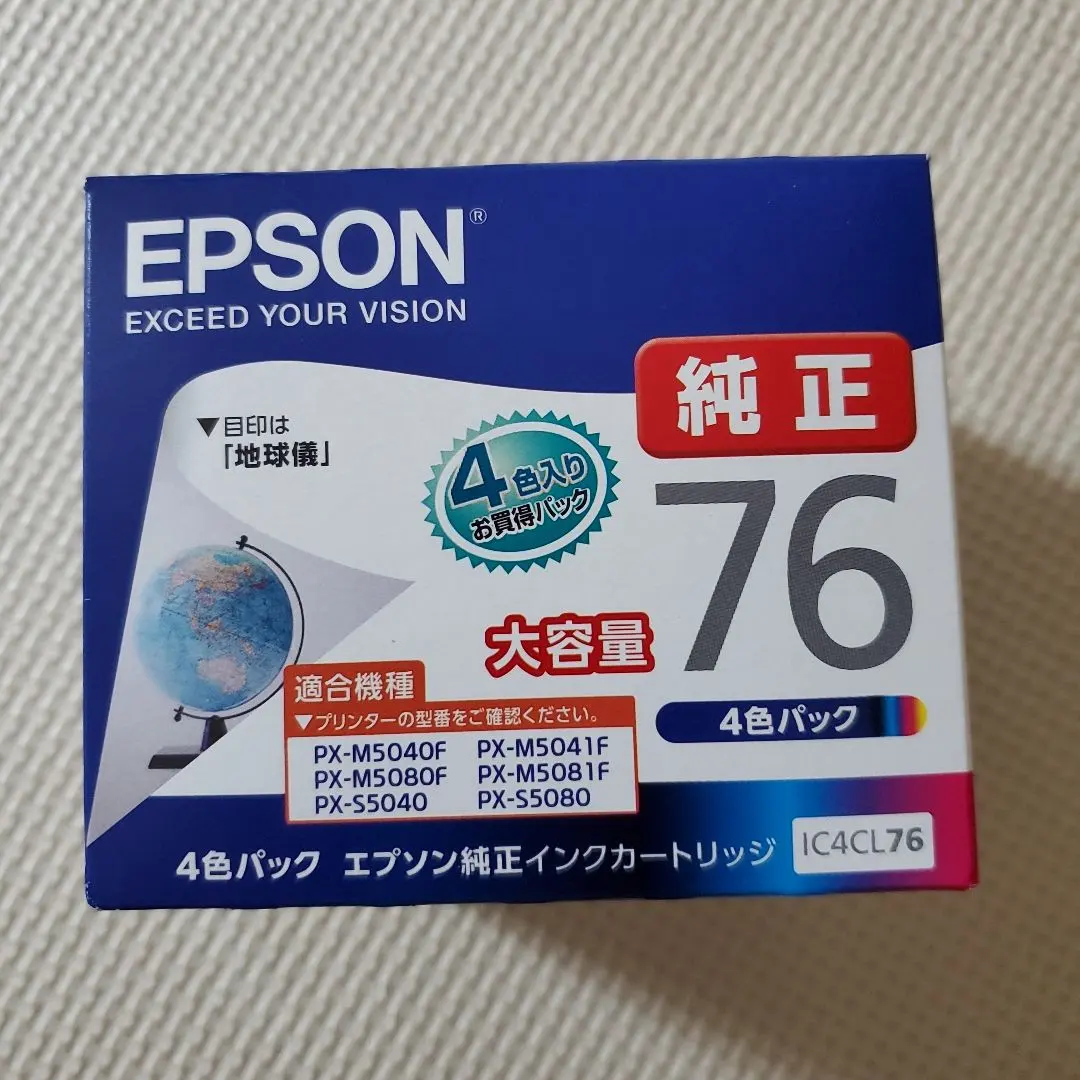 EPSON®
EXCEED YOUR VISION
純正
▼目印は
「地球儀」
4色入り
お買得パック
76
大容量
4色パック
適合機種
▼プリンターの型番をご確認ください。
PX-M5040F PX-M5041F
PX-M5080F PX-M5081F
PX-S5040 PX-S5080
4色パック エプソン純正インクカートリッジ IC4CL76